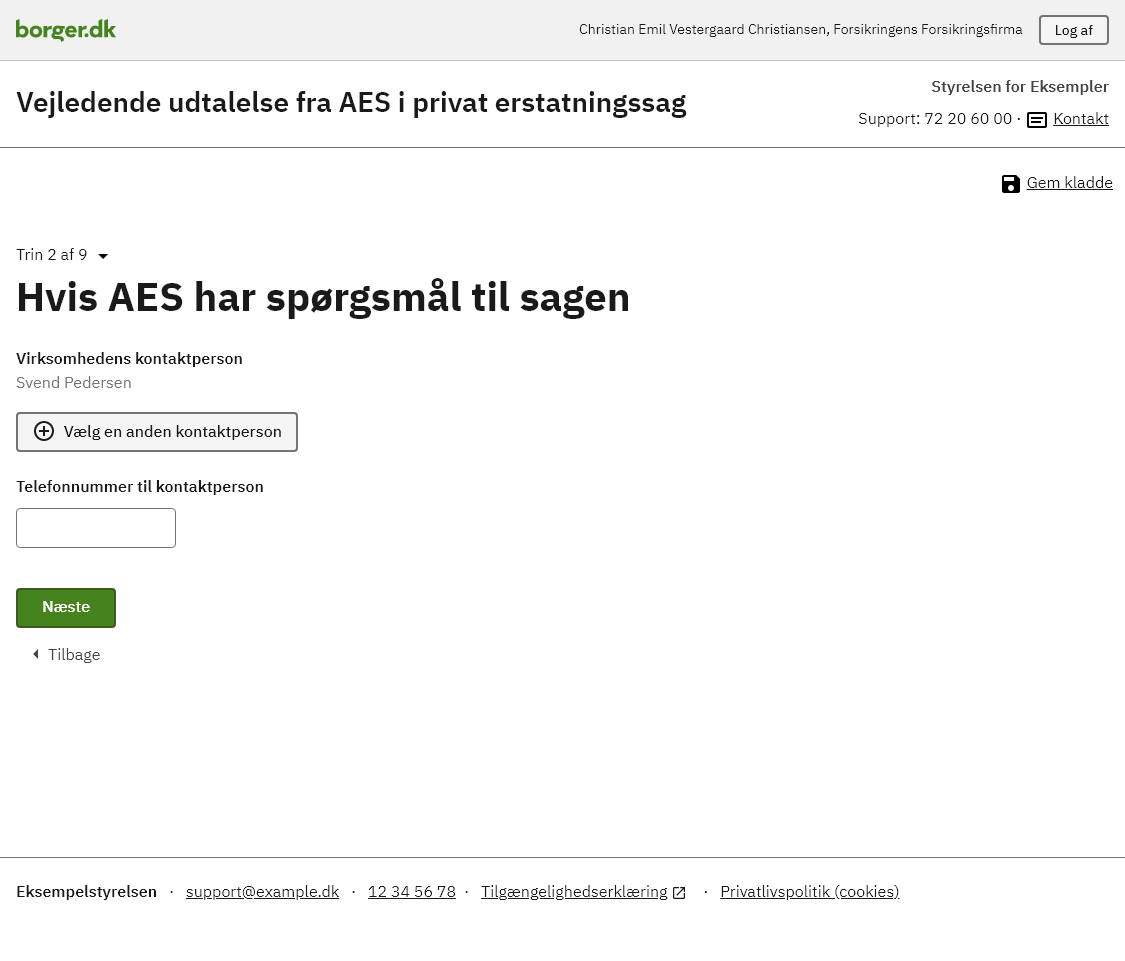 borger.dk
Christian Emil Vestergaard Christiansen, Forsikringens Forsikringsfirma
Log af
Vejledende udtalelse fra AES i privat erstatningssag
Styrelsen for Eksempler
Support: 72 20 60 00 · Kontakt
Gem kladde
Trin 2 af 9
Hvis AES har spørgsmål til sagen
Virksomhedens kontaktperson
Svend Pedersen
Vælg en anden kontaktperson
Telefonnummer til kontaktperson
Næste
Tilbage
Eksempelstyrelsen · support@example.dk · 12 34 56 78 · Tilgængelighedserklæring · Privatlivspolitik (cookies)